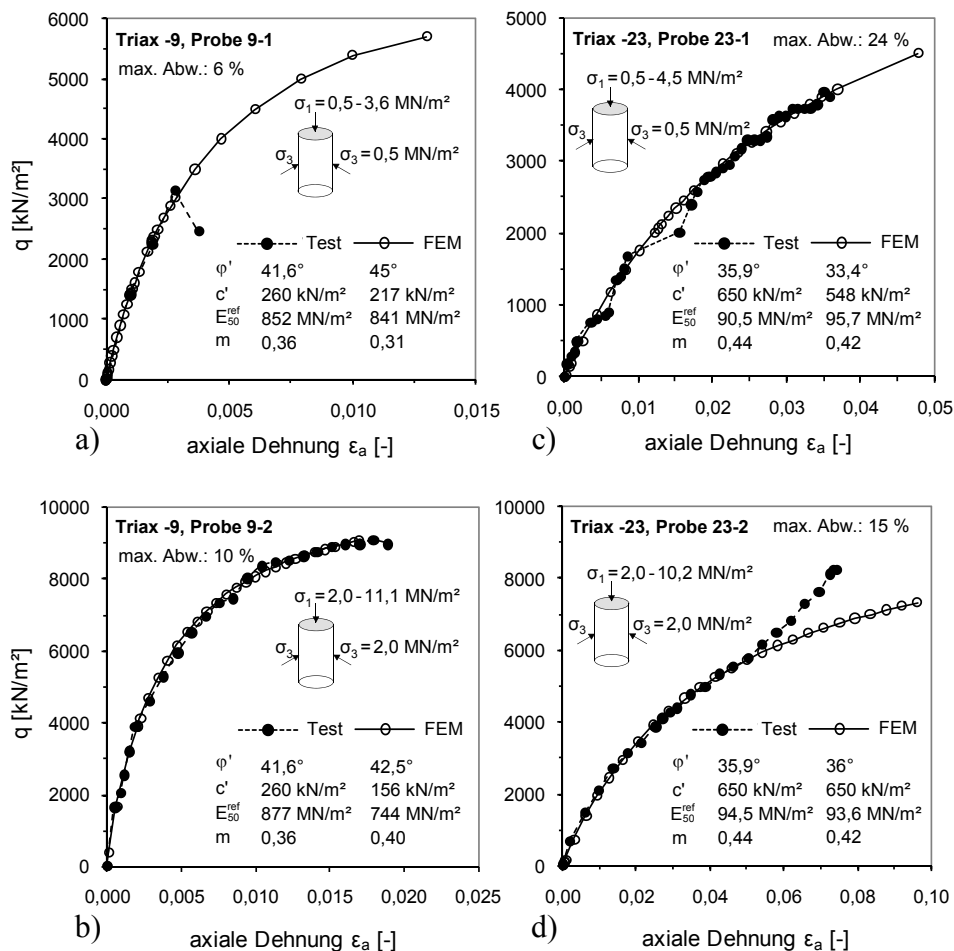 6000
5000
4000
3000
2000
1000
0
q [kN/m²]
Triax -9, Probe 9-1
max. Abw.: 6 %
σ₁=0,5-3,6 MN/m²
σ₃ σ₃=0,5 MN/m²
Test FEM
φ' 41,6° 45°
c' 260 kN/m² 217 kN/m²
E₅₀ʳᵉᶠ 852 MN/m² 841 MN/m²
m 0,36 0,31
0,000 0,005 0,010 0,015
a) axiale Dehnung εₐ [-]
5000
4000
3000
2000
1000
0
Triax -23, Probe 23-1 max. Abw.: 24 %
σ₁=0,5-4,5 MN/m²
σ₃ σ₃=0,5 MN/m²
Test FEM
φ' 35,9° 33,4°
c' 650 kN/m² 548 kN/m²
E₅₀ʳᵉᶠ 90,5 MN/m² 95,7 MN/m²
m 0,44 0,42
0,00 0,01 0,02 0,03 0,04 0,05
c) axiale Dehnung εₐ [-]
10000
8000
6000
4000
2000
0
q [kN/m²]
Triax -9, Probe 9-2
max. Abw.: 10 %
σ₁=2,0-11,1 MN/m²
σ₃ σ₃=2,0 MN/m²
Test FEM
φ' 41,6° 42,5°
c' 260 kN/m² 156 kN/m²
E₅₀ʳᵉᶠ 877 MN/m² 744 MN/m²
m 0,36 0,40
0,000 0,005 0,010 0,015 0,020 0,025
b) axiale Dehnung εₐ [-]
10000
8000
6000
4000
2000
0
Triax -23, Probe 23-2 max. Abw.: 15 %
σ₁=2,0-10,2 MN/m²
σ₃ σ₃=2,0 MN/m²
Test FEM
φ' 35,9° 36°
c' 650 kN/m² 650 kN/m²
E₅₀ʳᵉᶠ 94,5 MN/m² 93,6 MN/m²
m 0,44 0,42
0,00 0,02 0,04 0,06 0,08 0,10
d) axiale Dehnung εₐ [-]